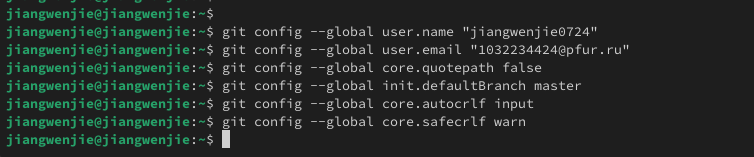 jiangwenjie@jiangwenjie:~$
jiangwenjie@jiangwenjie:~$ git config --global user.name "jiangwenjie0724"
jiangwenjie@jiangwenjie:~$ git config --global user.email "1032234424@pfur.ru"
jiangwenjie@jiangwenjie:~$ git config --global core.quotepath false
jiangwenjie@jiangwenjie:~$ git config --global init.defaultBranch master
jiangwenjie@jiangwenjie:~$ git config --global core.autocrlf input
jiangwenjie@jiangwenjie:~$ git config --global core.safecrlf warn
jiangwenjie@jiangwenjie:~$